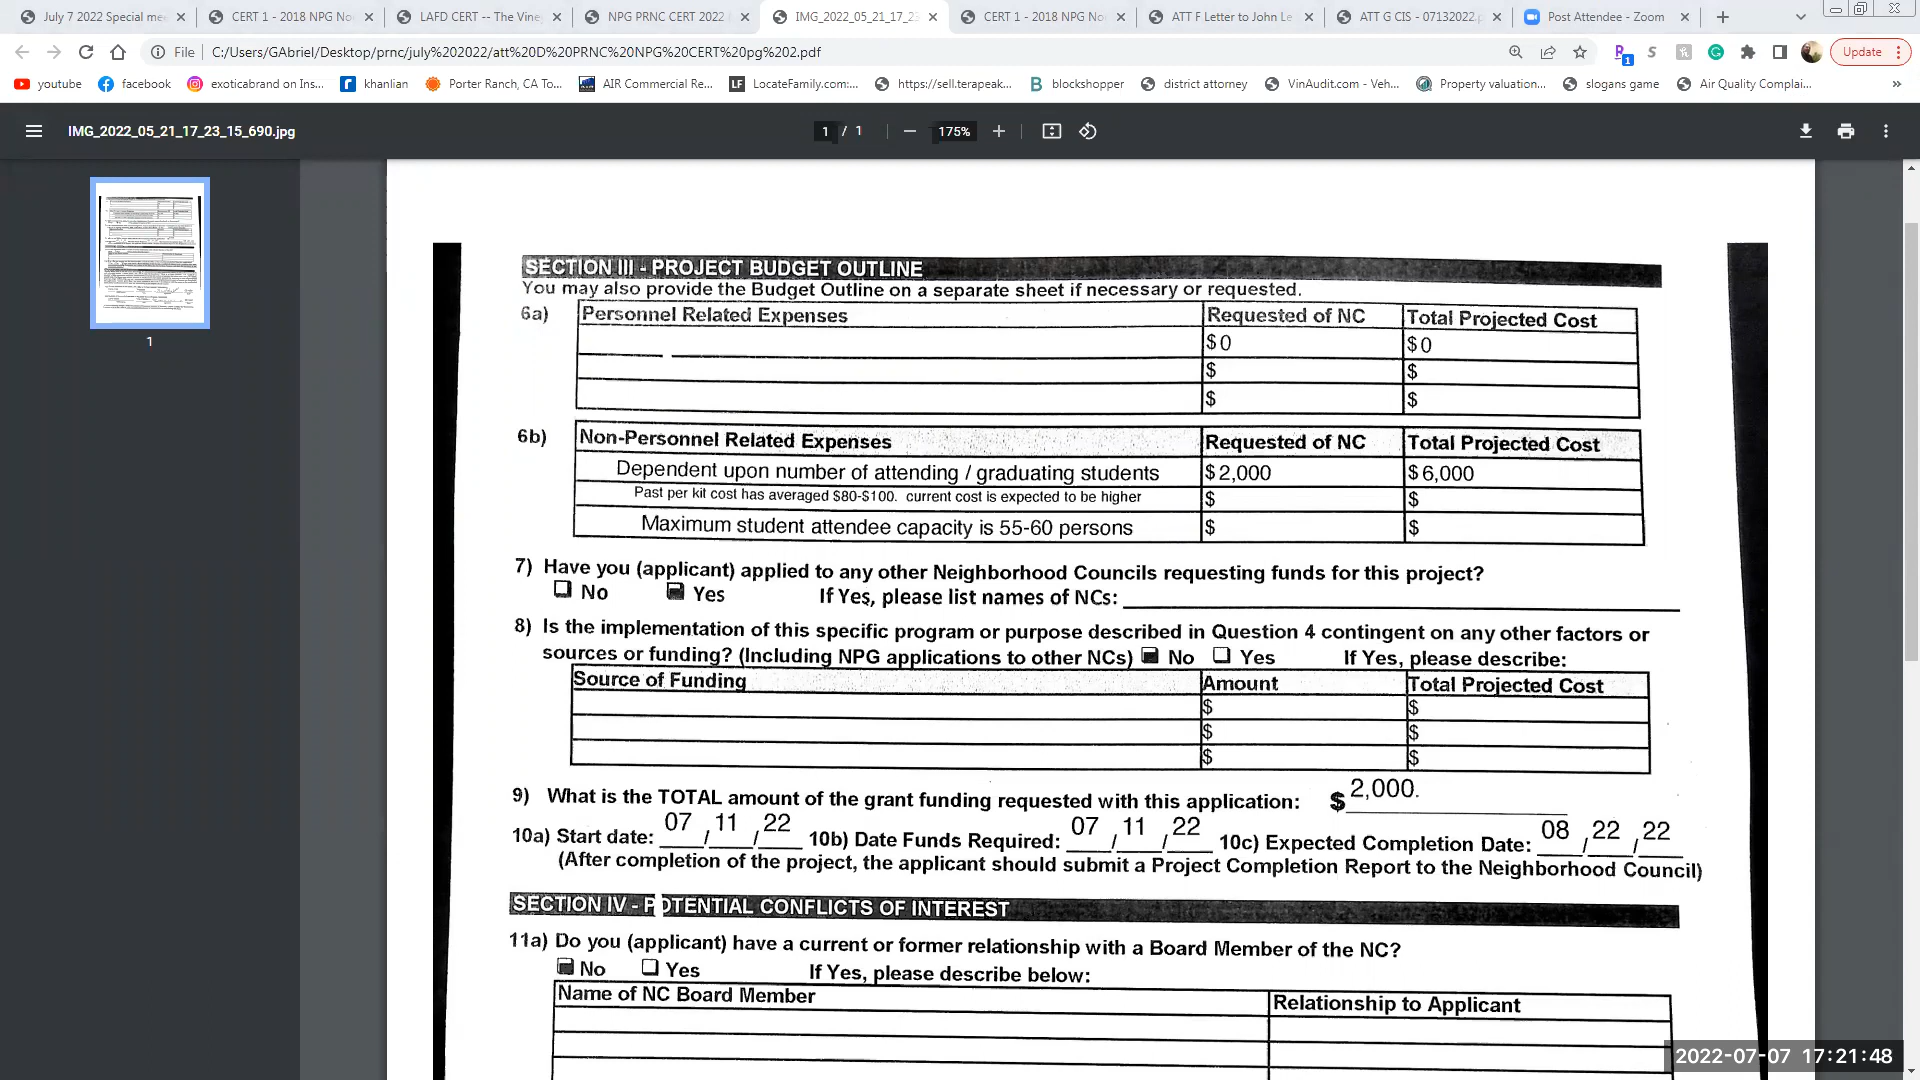 July 7 2022 Special me
CERT 1 - 2018 NPG No
LAFD CERT -- The Vine
NPG PRNC CERT 2022
IMG_2022_05_21_17_23
CERT 1 - 2018 NPG No
ATT F Letter to John Le
ATT G CIS - 07132022.p
Post Attendee - Zoom
File C:/Users/GAbriel/Desktop/prnc/july%202022/att%20D%20PRNC%20NPG%20CERT%20pg%202.pdf
Update
youtube facebook exoticabrand on Ins... khanlian Porter Ranch, CA To... AIR Commercial Re... LF LocateFamily.com:... https://sell.terapeak... blockshopper district attorney VinAudit.com - Veh... Property valuation... slogans game Air Quality Complai... »
IMG_2022_05_21_17_23_15_690.jpg 1 / 1 175%
1
SECTION III - PROJECT BUDGET OUTLINE
You may also provide the Budget Outline on a separate sheet if necessary or requested.
6a) Personnel Related Expenses Requested of NC Total Projected Cost
$0 $0
$ $
$ $
6b) Non-Personnel Related Expenses Requested of NC Total Projected Cost
Dependent upon number of attending / graduating students $2,000 $6,000
Past per kit cost has averaged $80-$100. current cost is expected to be higher $ $
Maximum student attendee capacity is 55-60 persons $ $
7) Have you (applicant) applied to any other Neighborhood Councils requesting funds for this project?
No Yes If Yes, please list names of NCs:
8) Is the implementation of this specific program or purpose described in Question 4 contingent on any other factors or
sources or funding? (Including NPG applications to other NCs) No Yes If Yes, please describe:
Source of Funding Amount Total Projected Cost
$ $
$ $
$ $
9) What is the TOTAL amount of the grant funding requested with this application: $ 2,000.
10a) Start date: 07 / 11 / 22 10b) Date Funds Required: 07 / 11 / 22 10c) Expected Completion Date: 08 / 22 / 22
(After completion of the project, the applicant should submit a Project Completion Report to the Neighborhood Council)
SECTION IV - POTENTIAL CONFLICTS OF INTEREST
11a) Do you (applicant) have a current or former relationship with a Board Member of the NC?
No Yes If Yes, please describe below:
Name of NC Board Member Relationship to Applicant
2022-07-07 17:21:48